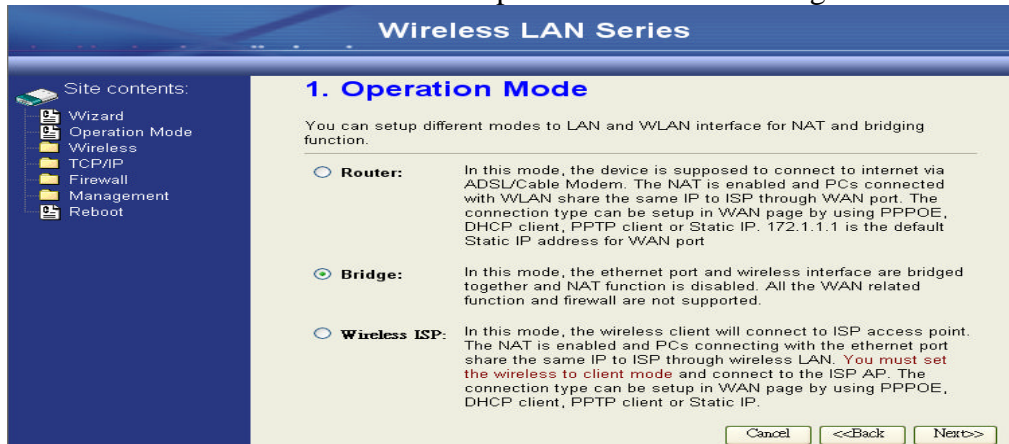 Wireless LAN Series
Site contents:
Wizard
Operation Mode
Wireless
TCP/IP
Firewall
Management
Reboot
1. Operation Mode
You can setup different modes to LAN and WLAN interface for NAT and bridging
function.
Router:
In this mode, the device is supposed to connect to internet via
ADSL/Cable Modem. The NAT is enabled and PCs connected
with WLAN share the same IP to ISP through WAN port. The
connection type can be setup in WAN page by using PPPOE,
DHCP client, PPTP client or Static IP. 172.1.1.1 is the default
Static IP address for WAN port
Bridge:
In this mode, the ethernet port and wireless interface are bridged
together and NAT function is disabled. All the WAN related
function and firewall are not supported.
Wireless ISP:
In this mode, the wireless client will connect to ISP access point.
The NAT is enabled and PCs connecting with the ethernet port
share the same IP to ISP through wireless LAN. You must set
the wireless to client mode and connect to the ISP AP. The
connection type can be setup in WAN page by using PPPOE,
DHCP client, PPTP client or Static IP.
Cancel
<<Back
Next>>